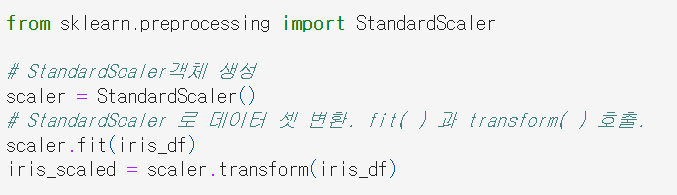 from sklearn.preprocessing import StandardScaler
# StandardScaler객체 생성
scaler = StandardScaler()
# StandardScaler 로 데이터 셋 변환. fit( ) 과 transform( ) 호출.
scaler.fit(iris_df)
iris_scaled = scaler.transform(iris_df)